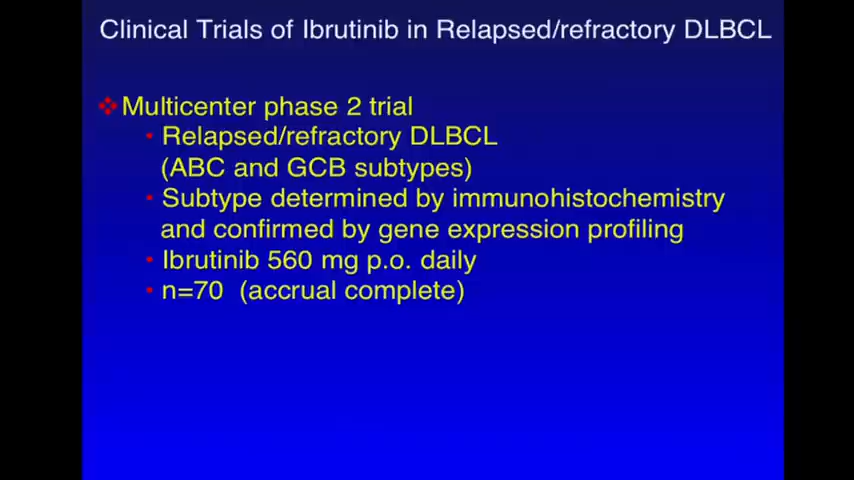 Clinical Trials of Ibrutinib in Relapsed/refractory DLBCL
❖Multicenter phase 2 trial
• Relapsed/refractory DLBCL
(ABC and GCB subtypes)
• Subtype determined by immunohistochemistry
and confirmed by gene expression profiling
• Ibrutinib 560 mg p.o. daily
• n=70 (accrual complete)